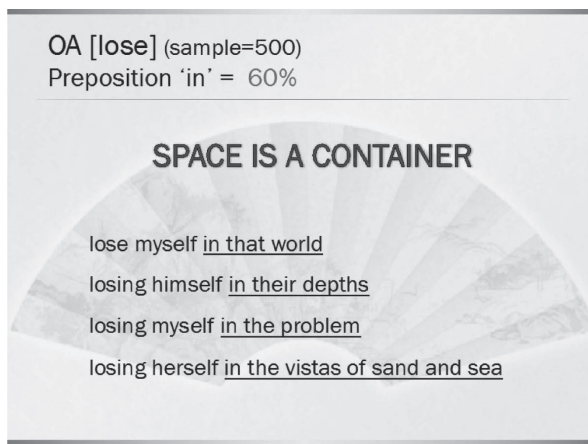 OA [lose] (sample=500)
Preposition ‘in’ = 60%
SPACE IS A CONTAINER
lose myself in that world
losing himself in their depths
losing myself in the problem
losing herself in the vistas of sand and sea